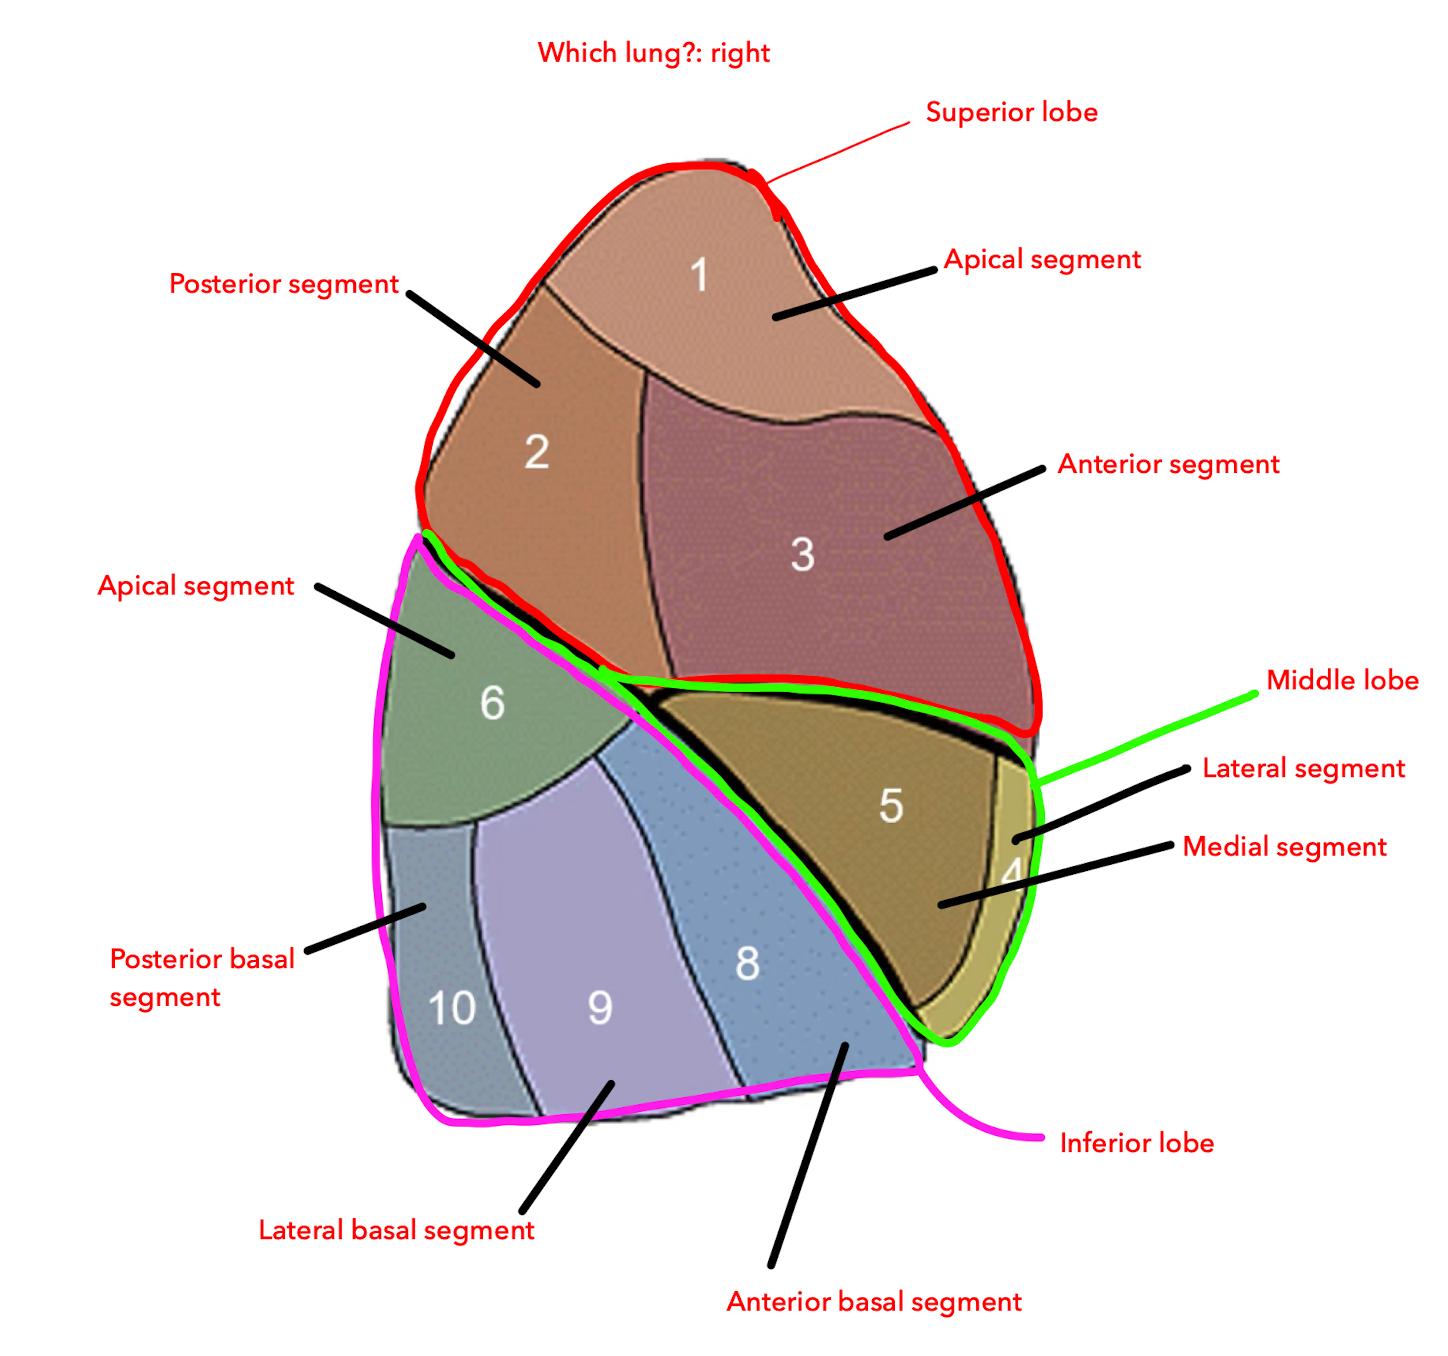 Which lung?: right
Superior lobe
1
Apical segment
Posterior segment
2
Anterior segment
3
Apical segment
6
Middle lobe
Lateral segment
5
Medial segment
4
Posterior basal
segment
8
10
9
Inferior lobe
Lateral basal segment
Anterior basal segment